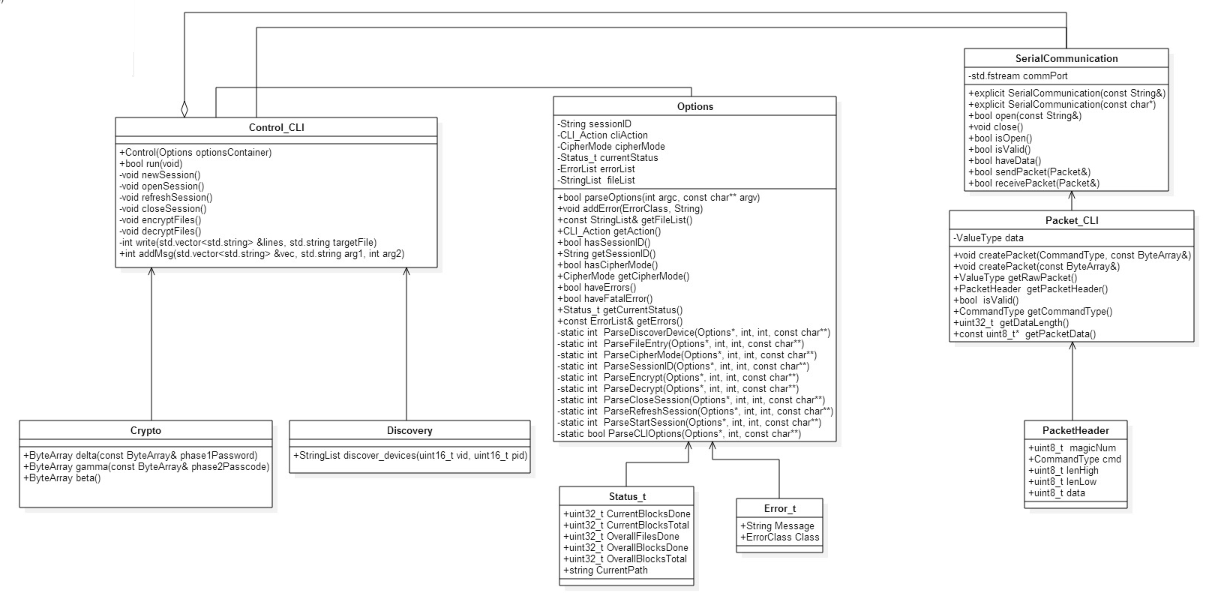 SerialCommunication
-std.fstream commPort
+explicit SerialCommunication(const String&)
+explicit SerialCommunication(const char*)
+bool open(const String&)
+void close()
+bool isOpen()
+bool isValid()
+bool haveData()
+bool sendPacket(Packet&)
+bool receivePacket(Packet&)
Options
-String sessionID
-CLI_Action cliAction
-CipherMode cipherMode
-Status_t currentStatus
-ErrorList errorList
-StringList fileList
+bool parseOptions(int argc, const char** argv)
+void addError(ErrorClass, String)
+const StringList& getFileList()
+CLI_Action getAction()
+bool hasSessionID()
+String getSessionID()
+bool hasCipherMode()
+CipherMode getCipherMode()
+bool haveErrors()
+bool haveFatalError()
+Status_t getCurrentStatus()
+const ErrorList& getErrors()
-static int ParseDiscoverDevice(Options*, int, int, const char**)
-static int ParseFileEntry(Options*, int, int, const char**)
-static int ParseCipherMode(Options*, int, int, const char**)
-static int ParseSessionID(Options*, int, int, const char**)
-static int ParseEncrypt(Options*, int, int, const char**)
-static int ParseDecrypt(Options*, int, int, const char**)
-static int ParseCloseSession(Options*, int, int, const char**)
-static int ParseRefreshSession(Options*, int, int, const char**)
-static int ParseStartSession(Options*, int, int, const char**)
-static bool ParseCLIOptions(Options*, int, const char**)
Control_CLI
+Control(Options optionsContainer)
+bool run(void)
-void newSession()
-void openSession()
-void refreshSession()
-void closeSession()
-void encryptFiles()
-void decryptFiles()
-int write(std.vector<std.string> &lines, std.string targetFile)
+int addMsg(std.vector<std.string> &vec, std.string arg1, int arg2)
Packet_CLI
-ValueType data
+void createPacket(CommandType, const ByteArray&)
+void createPacket(const ByteArray&)
+ValueType getRawPacket()
+PacketHeader getPacketHeader()
+bool isValid()
+CommandType getCommandType()
+uint32_t getDataLength()
+const uint8_t* getPacketData()
Crypto
+ByteArray delta(const ByteArray& phase1Password)
+ByteArray gamma(const ByteArray& phase2Passcode)
+ByteArray beta()
Discovery
+StringList discover_devices(uint16_t vid, uint16_t pid)
PacketHeader
+uint8_t magicNum
+CommandType cmd
+uint8_t lenHigh
+uint8_t lenLow
+uint8_t data
Status_t
+uint32_t CurrentBlocksDone
+uint32_t CurrentBlocksTotal
+uint32_t OverallFilesDone
+uint32_t OverallBlocksDone
+uint32_t OverallBlocksTotal
+string CurrentPath
Error_t
+String Message
+ErrorClass Class